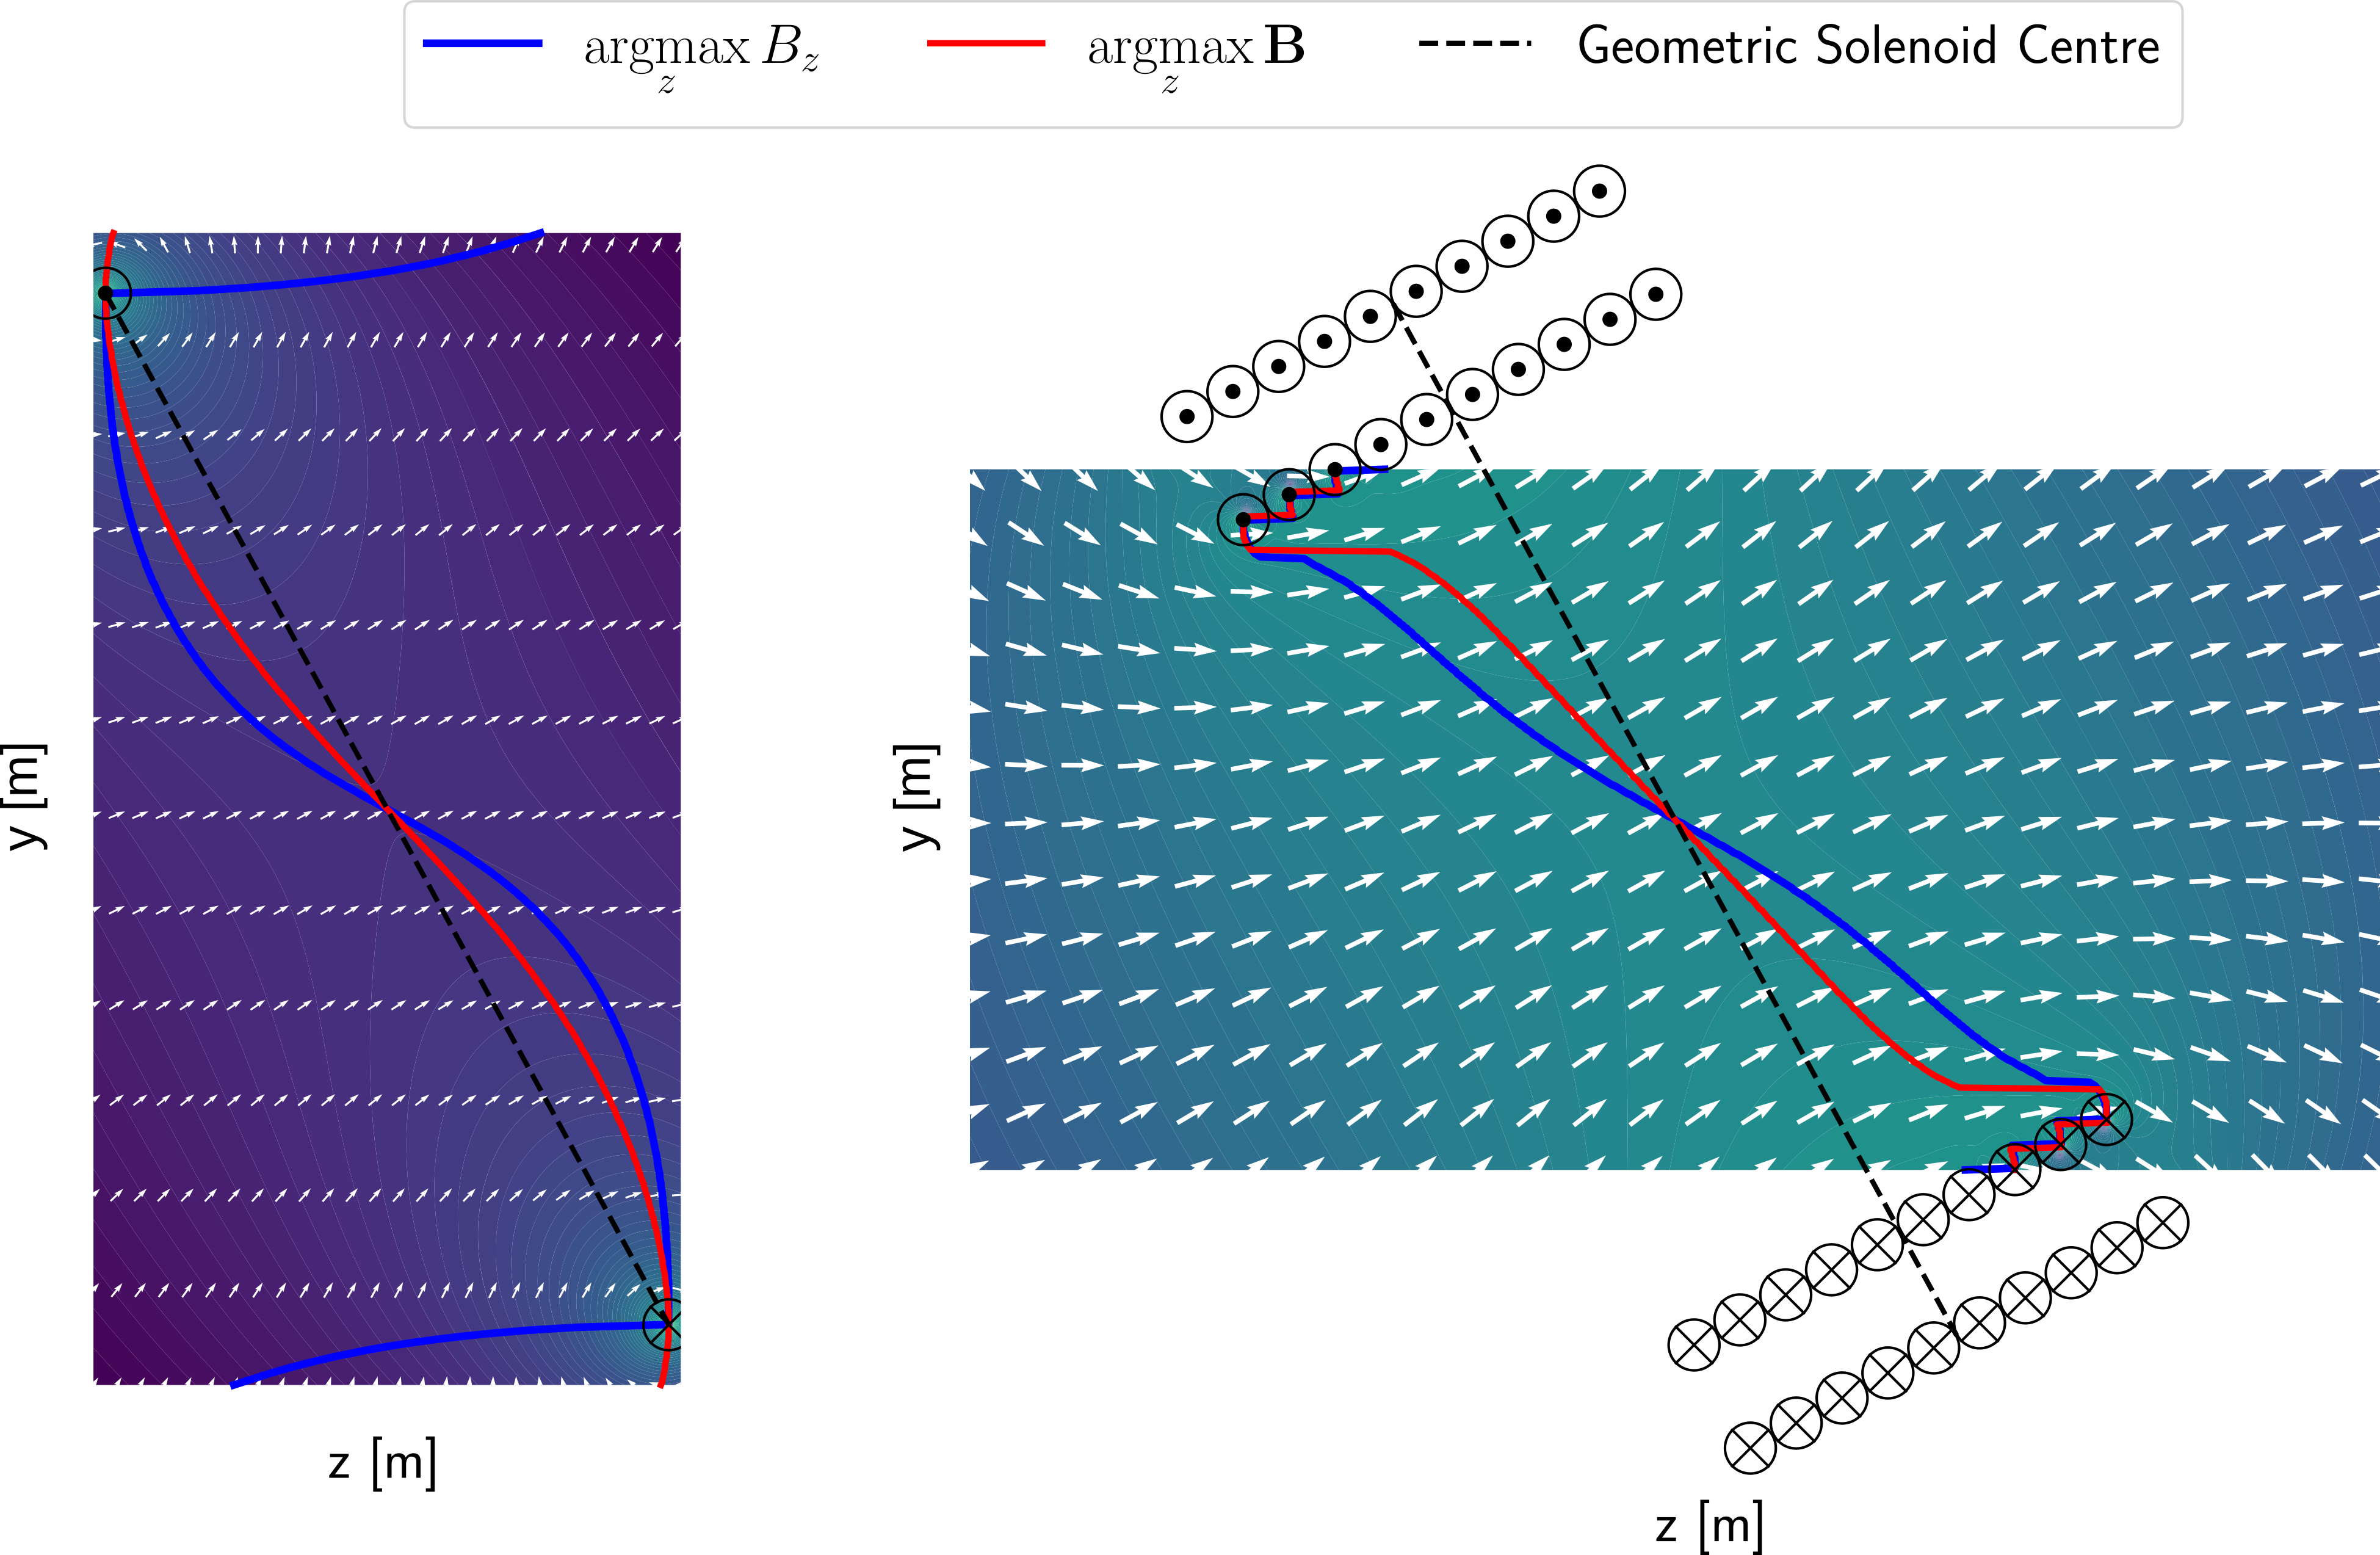 argmax B_z argmax B Geometric Solenoid Centre
z z
y [m]
z [m]
y [m]
z [m]